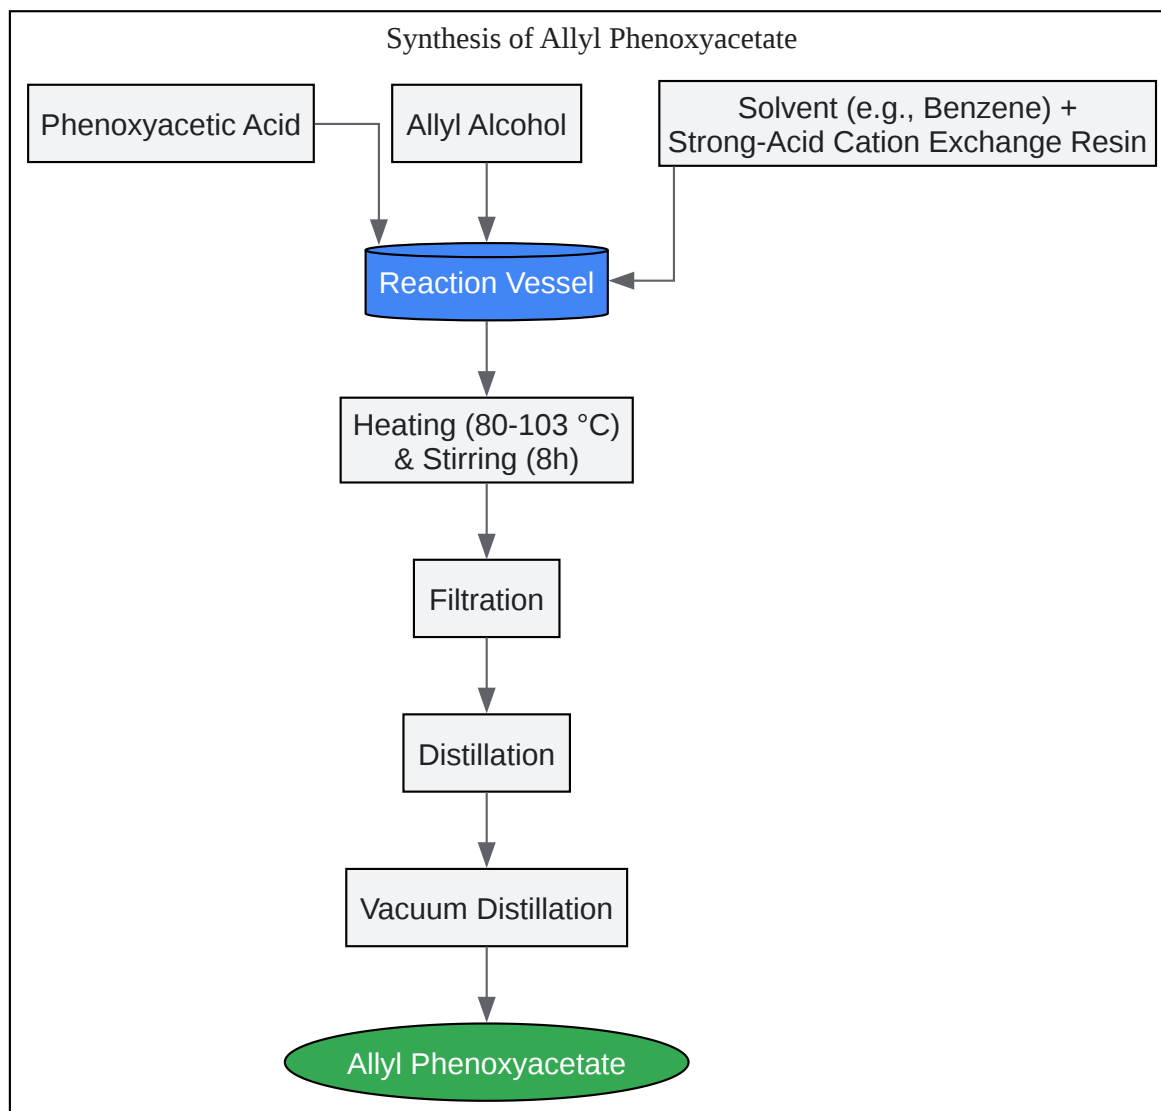 Synthesis of Allyl Phenoxyacetate
Phenoxyacetic Acid
Allyl Alcohol
Solvent (e.g., Benzene) +
Strong-Acid Cation Exchange Resin
Reaction Vessel
Heating (80-103 °C)
& Stirring (8h)
Filtration
Distillation
Vacuum Distillation
Allyl Phenoxyacetate